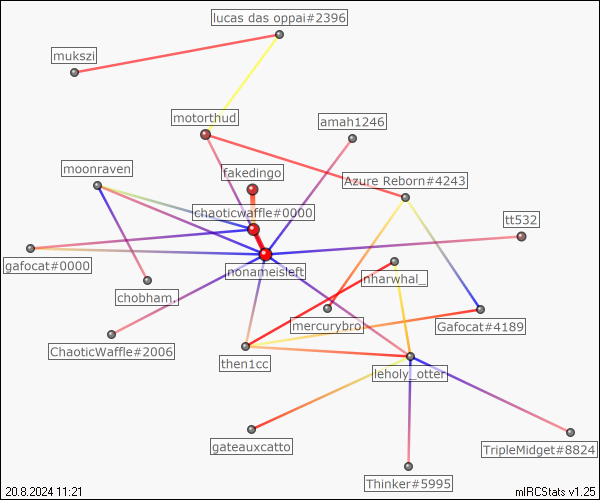 lucas das oppai#2396
mukszi
motorthud
amah1246
moonraven
fakedingo
Azure Reborn#4243
chaoticwaffle#0000
tt532
gafocat#0000
nonameisleft
nharwhal_
chobham_
mercurybro
Gafocat#4189
ChaoticWaffle#2006
then1cc
leholy_otter
gateauxcatto
TripleMidget#8824
Thinker#5995
20.8.2024 11:21
mIRCStats v1.25